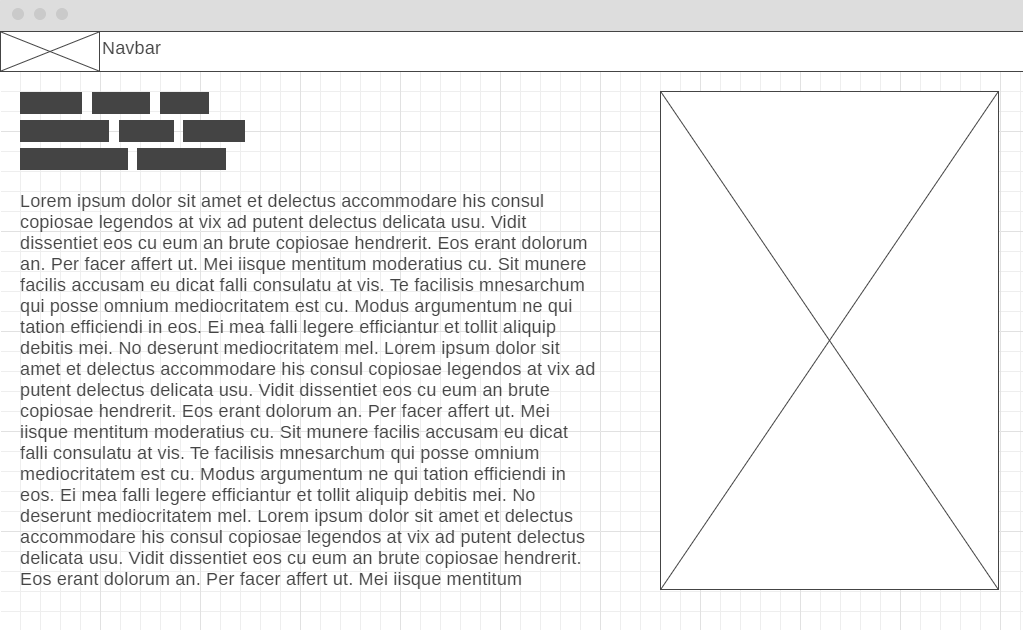 Navbar
Lorem ipsum dolor sit amet et delectus accommodare his consul
copiosae legendos at vix ad putent delectus delicata usu. Vidit
dissentiet eos cu eum an brute copiosae hendrerit. Eos erant dolorum
an. Per facer affert ut. Mei iisque mentitum moderatius cu. Sit munere
facilis accusam eu dicat falli consulatu at vis. Te facilisis mnesarchum
qui posse omnium mediocritatem est cu. Modus argumentum ne qui
tation efficiendi in eos. Ei mea falli legere efficiantur et tollit aliquip
debitis mei. No deserunt mediocritatem mel. Lorem ipsum dolor sit
amet et delectus accommodare his consul copiosae legendos at vix ad
putent delectus delicata usu. Vidit dissentiet eos cu eum an brute
copiosae hendrerit. Eos erant dolorum an. Per facer affert ut. Mei
iisque mentitum moderatius cu. Sit munere facilis accusam eu dicat
falli consulatu at vis. Te facilisis mnesarchum qui posse omnium
mediocritatem est cu. Modus argumentum ne qui tation efficiendi in
eos. Ei mea falli legere efficiantur et tollit aliquip debitis mei. No
deserunt mediocritatem mel. Lorem ipsum dolor sit amet et delectus
accommodare his consul copiosae legendos at vix ad putent delectus
delicata usu. Vidit dissentiet eos cu eum an brute copiosae hendrerit.
Eos erant dolorum an. Per facer affert ut. Mei iisque mentitum